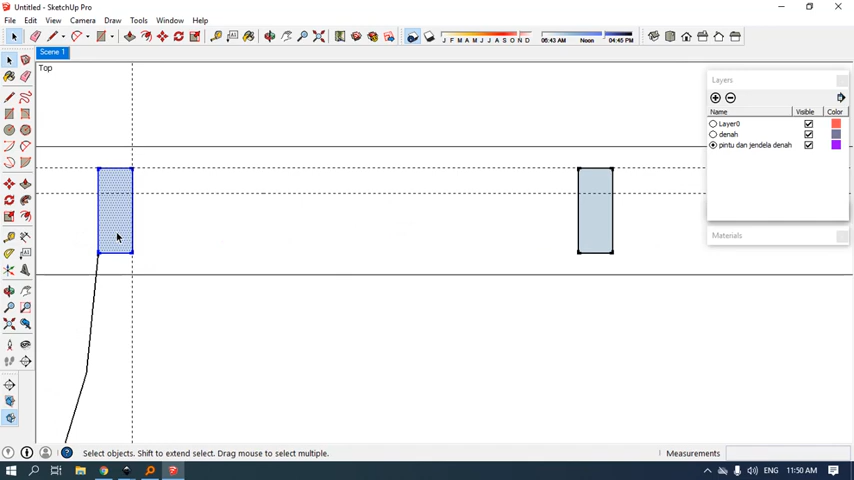 Untitled - SketchUp Pro
File Edit View Camera Draw Tools Window Help
J F M A M J J A S O N D 06:43 AM Noon 04:45 PM
Scene 1
Top
Layers
Name Visible Color
Layer0
denah
pintu dan jendela denah
Materials
Select objects. Shift to extend select. Drag mouse to select multiple. Measurements
ENG 11:50 AM